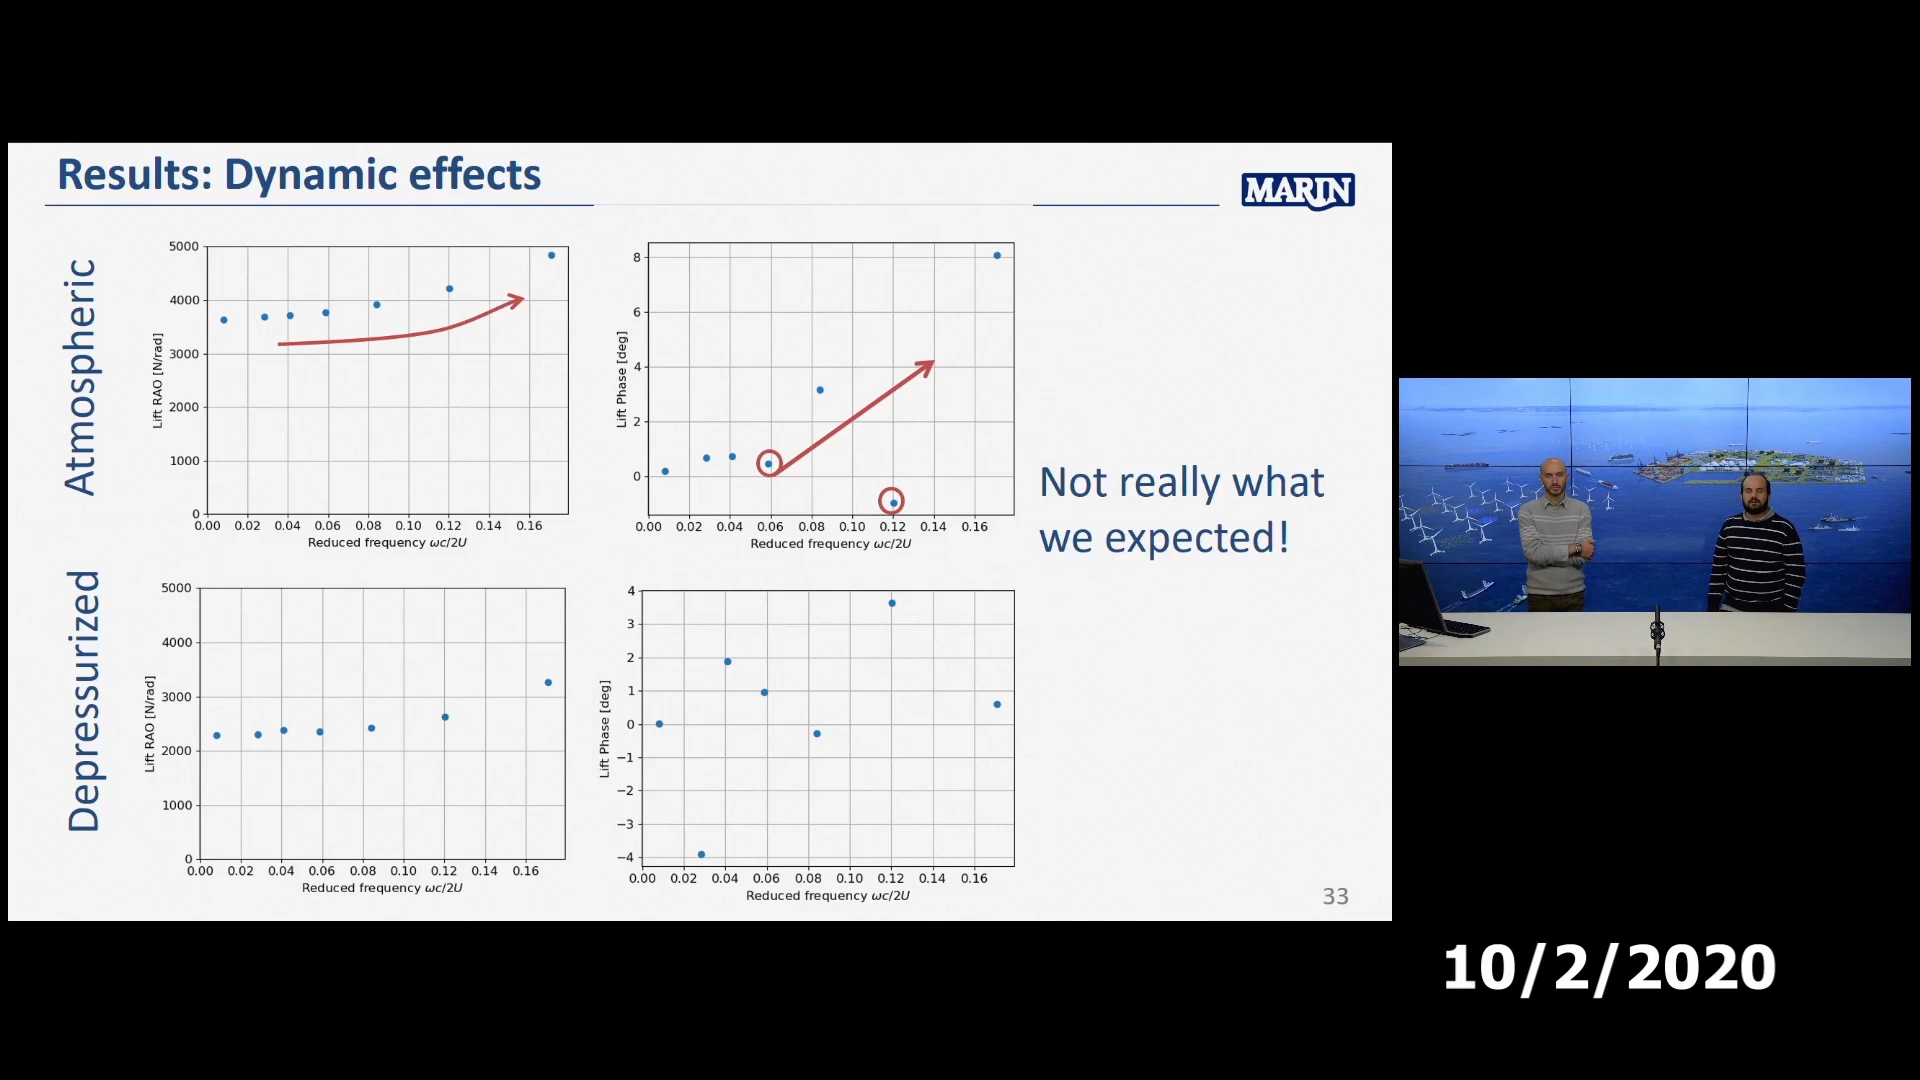 Results: Dynamic effects
MARIN
Atmospheric
5000
4000
3000
2000
1000
0
Lift RAO [N/rad]
0.00 0.02 0.04 0.06 0.08 0.10 0.12 0.14 0.16
Reduced frequency ωc/2U
8
6
4
2
0
Lift Phase [deg]
0.00 0.02 0.04 0.06 0.08 0.10 0.12 0.14 0.16
Reduced frequency ωc/2U
Not really what
we expected!
Depressurized
5000
4000
3000
2000
1000
0
Lift RAO [N/rad]
0.00 0.02 0.04 0.06 0.08 0.10 0.12 0.14 0.16
Reduced frequency ωc/2U
4
3
2
1
0
−1
−2
−3
−4
Lift Phase [deg]
0.00 0.02 0.04 0.06 0.08 0.10 0.12 0.14 0.16
Reduced frequency ωc/2U
33
10/2/2020